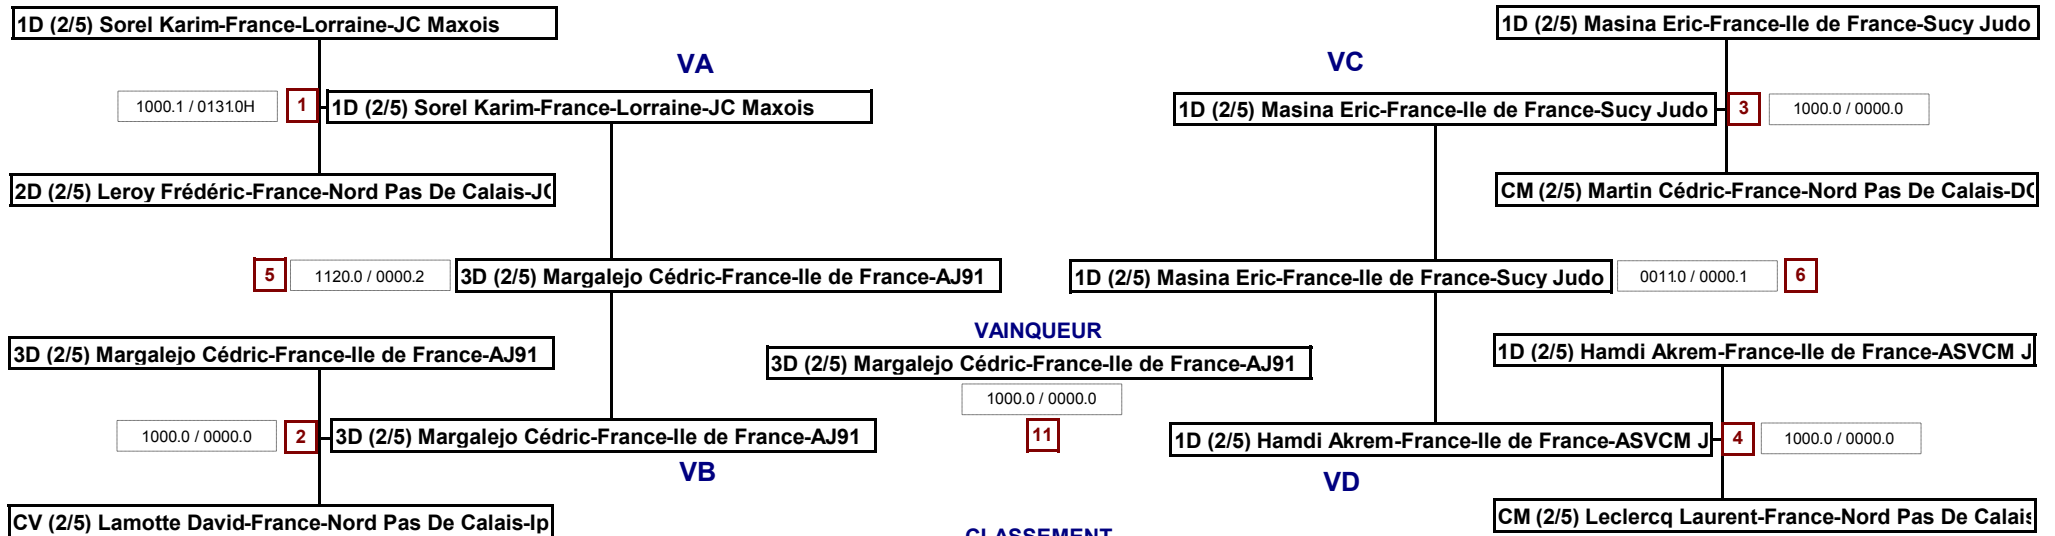 1D (2/5) Sorel Karim-France-Lorraine-JC Maxois
1D (2/5) Masina Eric-France-Ile de France-Sucy Judo
VA
VC
1000.1 / 0131.0H
1
1D (2/5) Sorel Karim-France-Lorraine-JC Maxois
1D (2/5) Masina Eric-France-Ile de France-Sucy Judo
3
1000.0 / 0000.0
2D (2/5) Leroy Frédéric-France-Nord Pas De Calais-J
CM (2/5) Martin Cédric-France-Nord Pas De Calais-D
5
1120.0 / 0000.2
3D (2/5) Margalejo Cédric-France-Ile de France-AJ91
1D (2/5) Masina Eric-France-Ile de France-Sucy Judo
0011.0 / 0000.1
6
VAINQUEUR
3D (2/5) Margalejo Cédric-France-Ile de France-AJ91
3D (2/5) Margalejo Cédric-France-Ile de France-AJ91
1D (2/5) Hamdi Akrem-France-Ile de France-ASVCM J
1000.0 / 0000.0
1000.0 / 0000.0
2
3D (2/5) Margalejo Cédric-France-Ile de France-AJ91
11
1D (2/5) Hamdi Akrem-France-Ile de France-ASVCM J
4
1000.0 / 0000.0
VB
VD
CV (2/5) Lamotte David-France-Nord Pas De Calais-Ip
CM (2/5) Leclercq Laurent-France-Nord Pas De Calais
CLASSEMENT